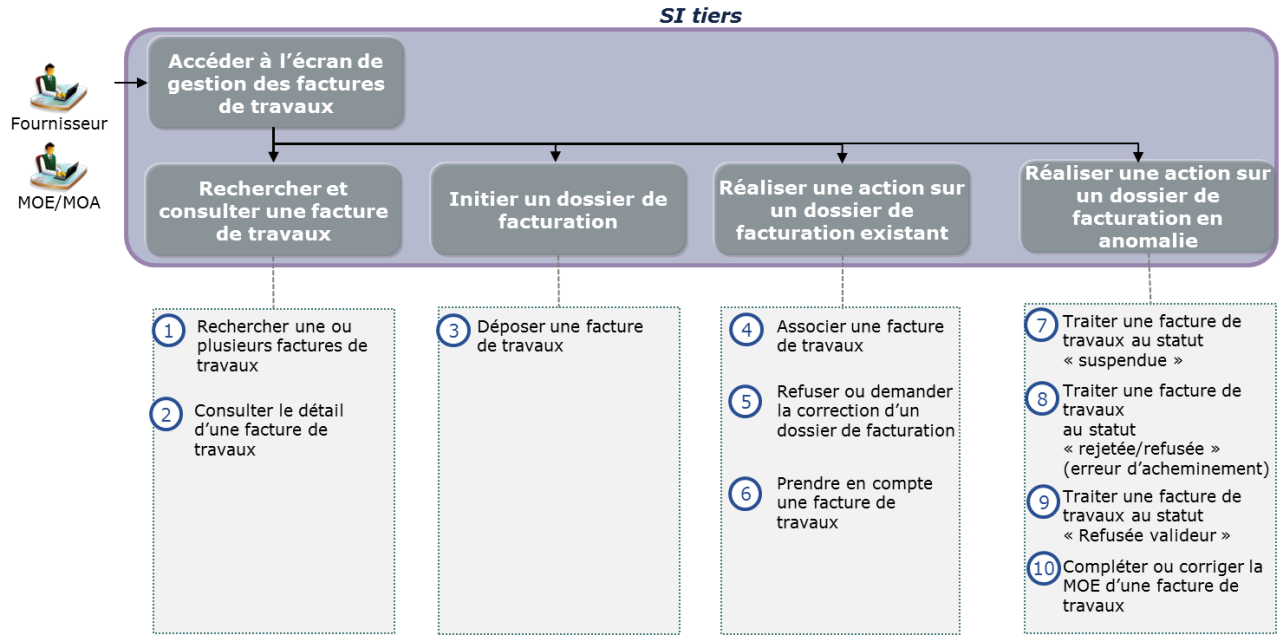 SI tiers
Accéder à l’écran de
gestion des factures
de travaux
Fournisseur
MOE/MOA
Rechercher et
consulter une facture
de travaux
Initier un dossier de
facturation
Réaliser une action sur
un dossier de
facturation existant
Réaliser une action sur
un dossier de
facturation en
anomalie
1
Rechercher une ou
plusieurs factures de
travaux
2
Consulter le détail
d’une facture de
travaux
3
Déposer une facture
de travaux
4
Associer une facture
de travaux
5
Refuser ou demander
la correction d’un
dossier de facturation
6
Prendre en compte
une facture de
travaux
7
Traiter une facture de
travaux au statut
« suspendue »
8
Traiter une facture de
travaux
au statut
« rejetée/refusée »
(erreur d’acheminement)
9
Traiter une facture de
travaux au statut
« Refusée valideur »
10
Compléter ou corriger la
MOE d’une facture de
travaux